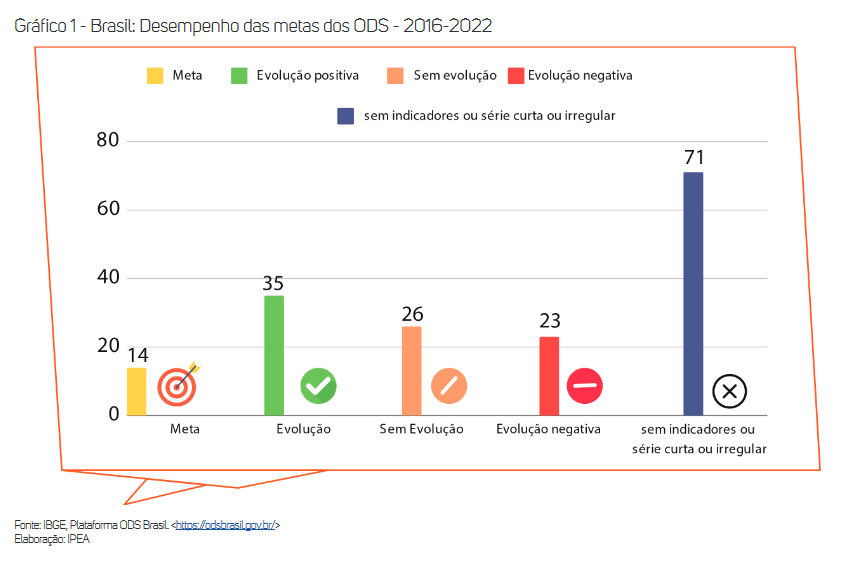 Gráfico 1 - Brasil: Desempenho das metas dos ODS - 2016-2022
Meta
Evolução positiva
Sem evolução
Evolução negativa
sem indicadores ou série curta ou irregular
80
60
40
20
0
14
35
26
23
71
Meta
Evolução
Sem Evolução
Evolução negativa
sem indicadores ou
série curta ou irregular
Fonte: IBGE, Plataforma ODS Brasil. <https://odsbrasil.gov.br/>
Elaboração: IPEA